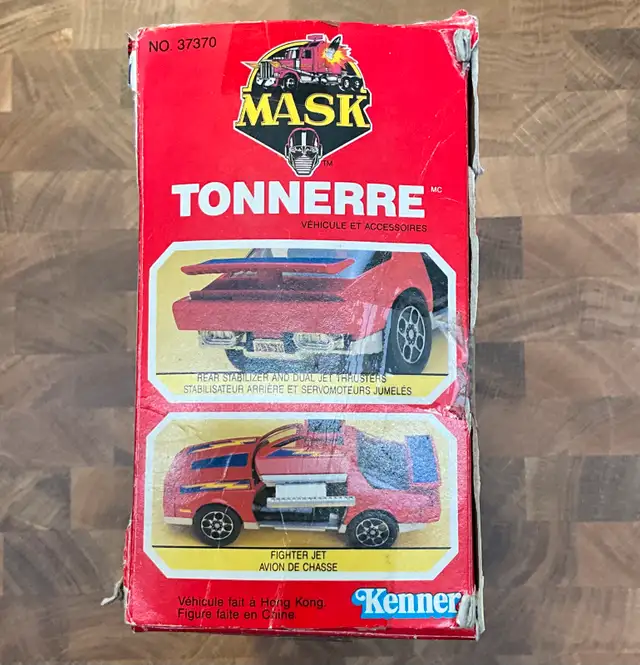 NO. 37370
MASK
TM
TONNERRE MC
VÉHICULE ET ACCESSOIRES
REAR STABILIZER AND DUAL JET THRUSTERS
STABILISATEUR ARRIÈRE ET SERVOMOTEURS JUMELÉS
FIGHTER JET
AVION DE CHASSE
Véhicule fait à Hong Kong.
Figure faite en Chine.
Kenner